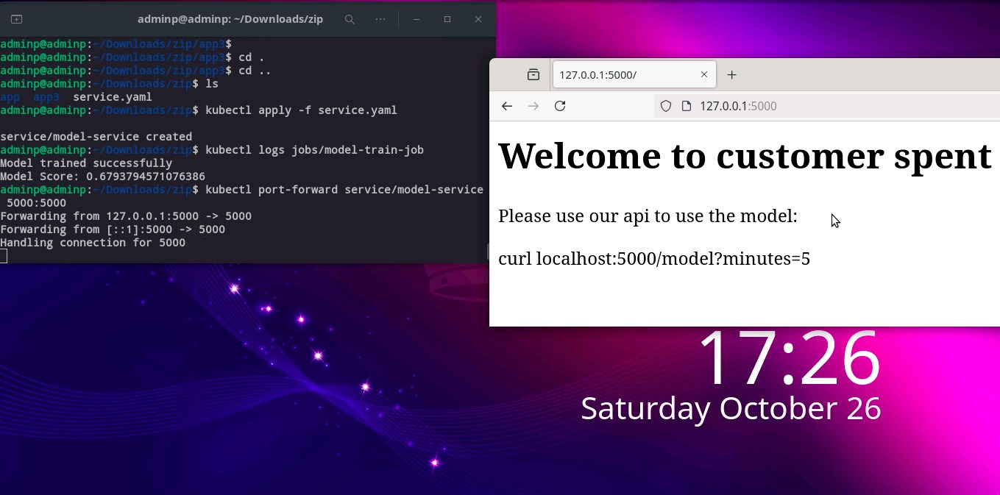 adminp@adminp: ~/Downloads/zip
adminp@adminp:~/Downloads/zip/app3$
adminp@adminp:~/Downloads/zip/app3$ cd .
adminp@adminp:~/Downloads/zip/app3$ cd ..
adminp@adminp:~/Downloads/zip$ ls
app  app3  service.yaml
adminp@adminp:~/Downloads/zip$ kubectl apply -f service.yaml
service/model-service created
adminp@adminp:~/Downloads/zip$ kubectl logs jobs/model-train-job
Model trained successfully
Model Score: 0.6793794571076386
adminp@adminp:~/Downloads/zip$ kubectl port-forward service/model-service
5000:5000
Forwarding from 127.0.0.1:5000 -> 5000
Forwarding from [::1]:5000 -> 5000
Handling connection for 5000
127.0.0.1:5000/
127.0.0.1:5000
Welcome to customer spent
Please use our api to use the model:
curl localhost:5000/model?minutes=5
17:26
Saturday October 26